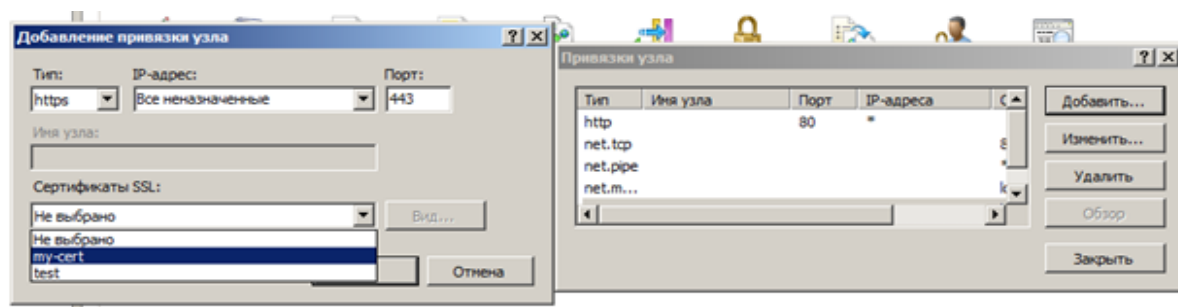 Добавление привязки узла
Тип:
IP-адрес:
Порт:
https
Все неназначенные
443
Имя узла:
Сертификаты SSL:
Не выбрано
Вид...
Не выбрано
my-cert
test
Отмена
Привязки узла
Тип Имя узла Порт IP-адреса
http 80 *
net.tcp
net.pipe
net.m...
Добавить...
Изменить...
Удалить
Обзор
Закрыть